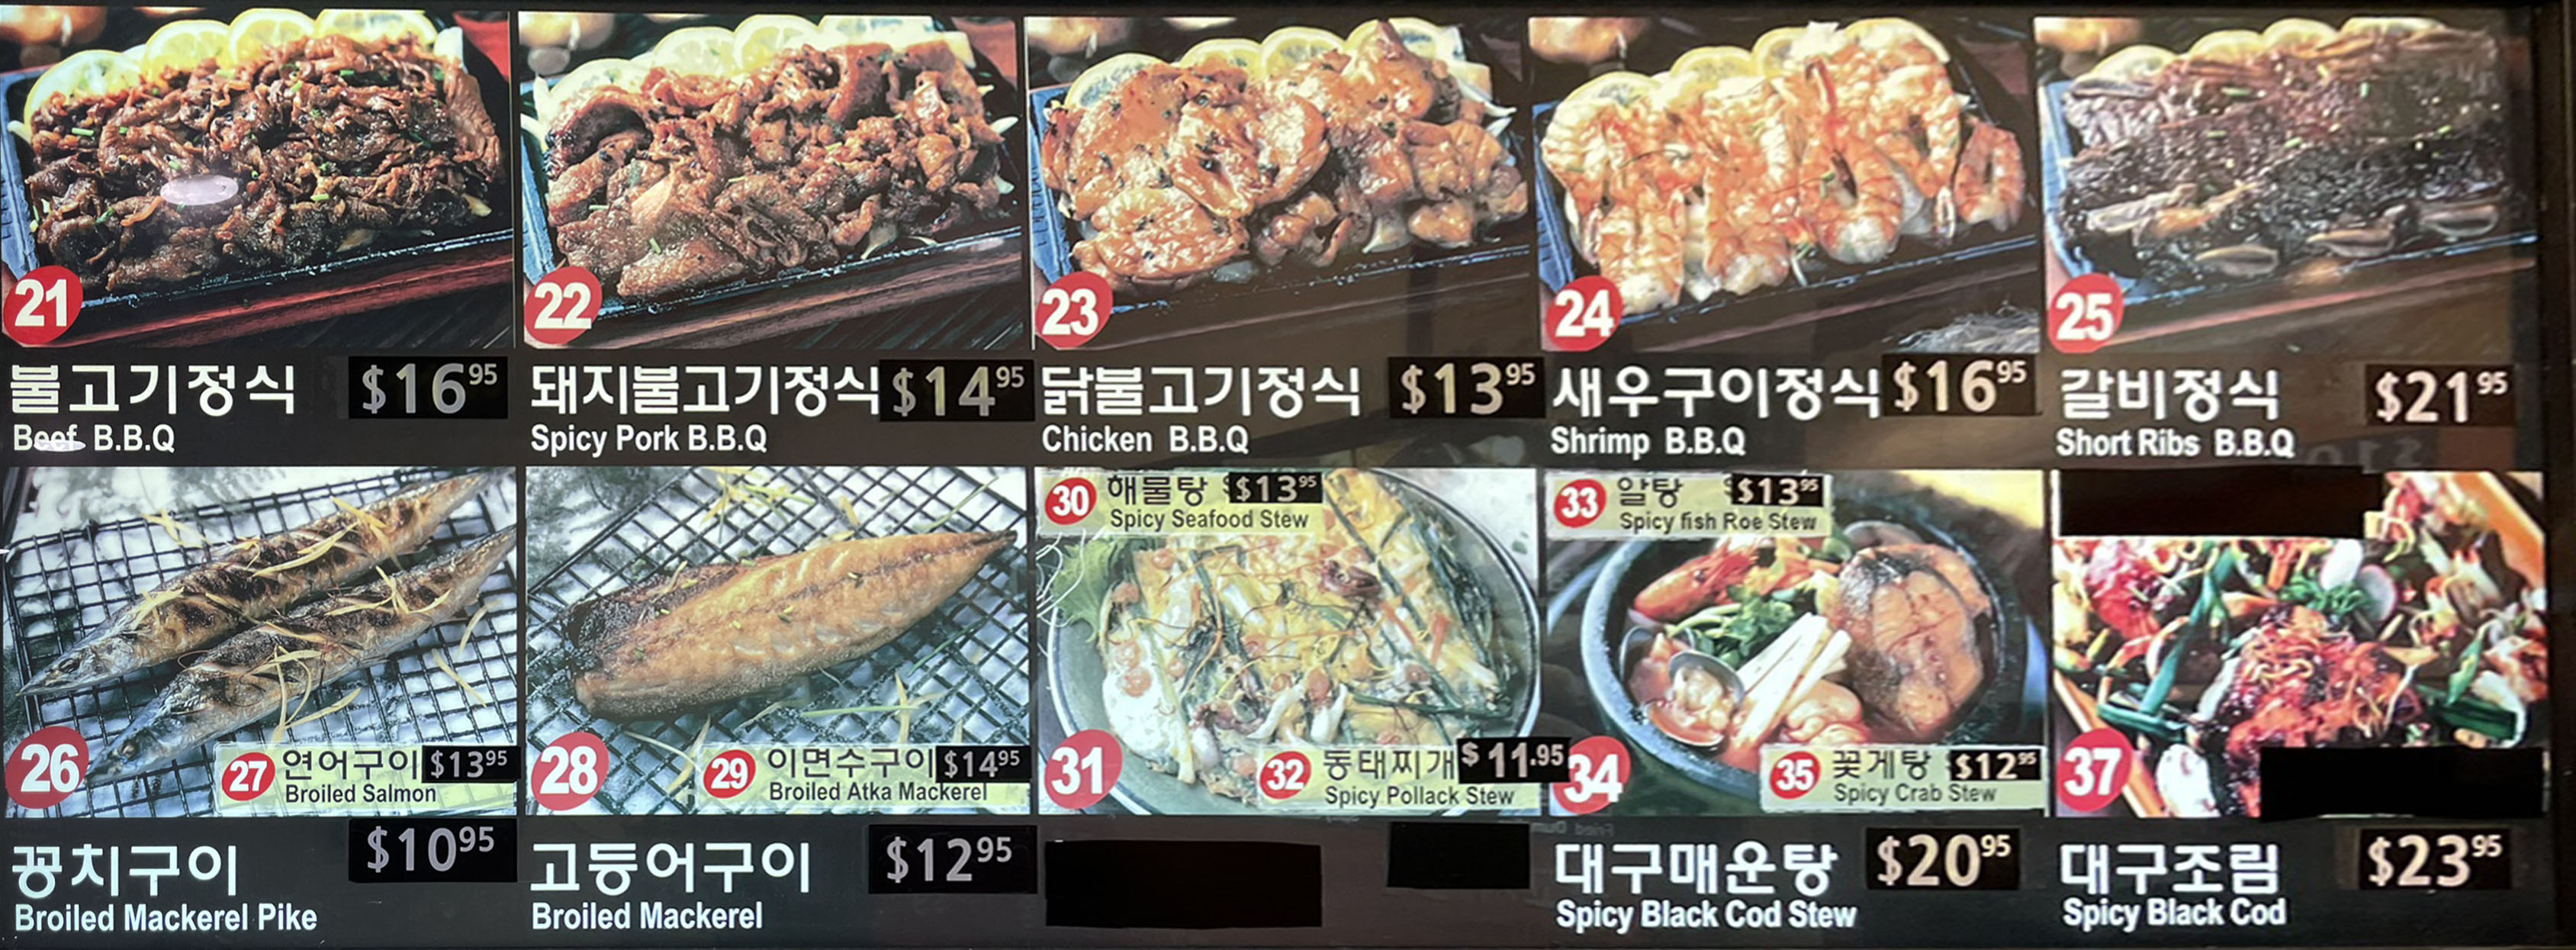 21
불고기정식 $16.95
Beef B.B.Q
22
돼지불고기정식 $14.95
Spicy Pork B.B.Q
23
닭불고기정식 $13.95
Chicken B.B.Q
24
새우구이정식 $16.95
Shrimp B.B.Q
25
갈비정식 $21.95
Short Ribs B.B.Q
26
27 연어구이 $13.95
Broiled Salmon
꽁치구이 $10.95
Broiled Mackerel Pike
28
29 이면수구이 $14.95
Broiled Atka Mackerel
고등어구이 $12.95
Broiled Mackerel
30 해물탕 $13.95
Spicy Seafood Stew
31
32 동태찌개 $11.95
Spicy Pollack Stew
33 알탕 $13.95
Spicy fish Roe Stew
34
35 꽃게탕 $12.95
Spicy Crab Stew
대구매운탕 $20.95
Spicy Black Cod Stew
37
대구조림 $23.95
Spicy Black Cod